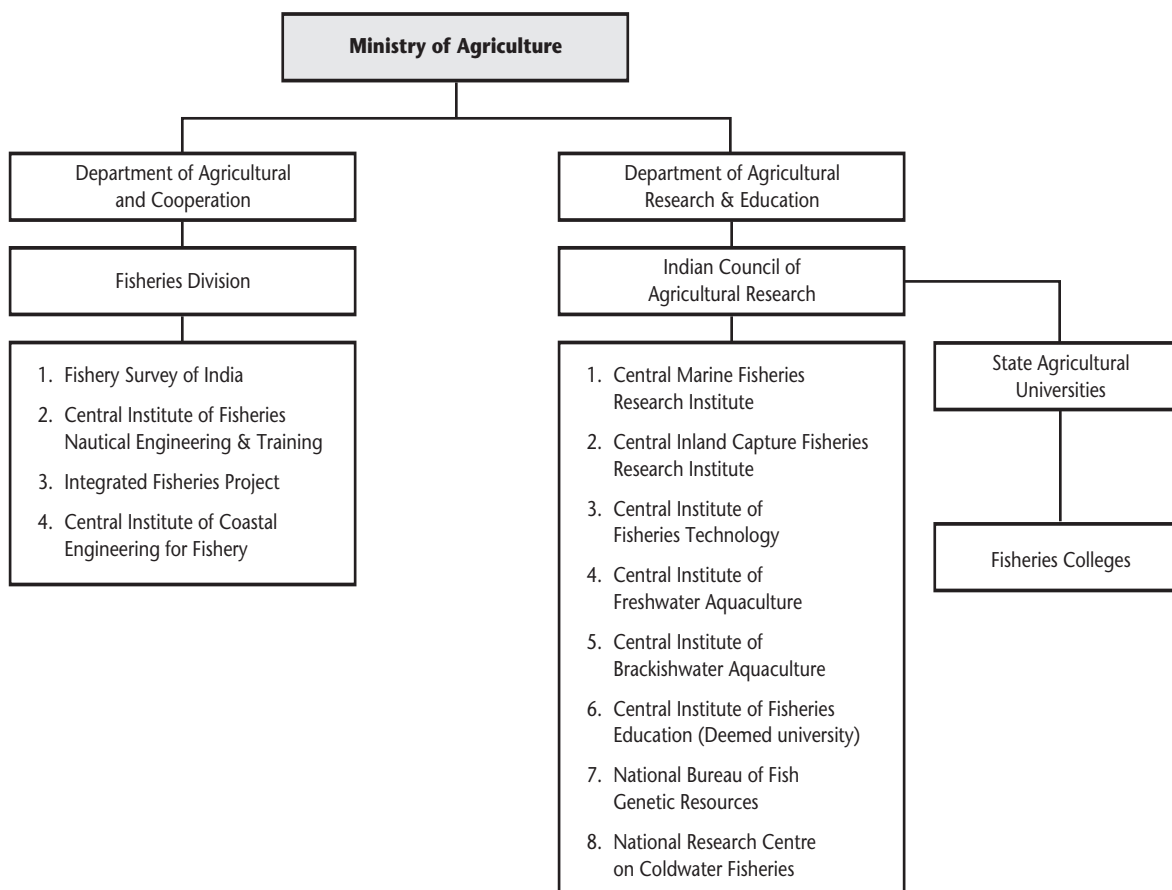 Ministry of Agriculture
Department of Agricultural
and Cooperation
Fisheries Division
1. Fishery Survey of India
2. Central Institute of Fisheries
Nautical Engineering & Training
3. Integrated Fisheries Project
4. Central Institute of Coastal
Engineering for Fishery
Department of Agricultural
Research & Education
Indian Council of
Agricultural Research
1. Central Marine Fisheries
Research Institute
2. Central Inland Capture Fisheries
Research Institute
3. Central Institute of
Fisheries Technology
4. Central Institute of
Freshwater Aquaculture
5. Central Institute of
Brackishwater Aquaculture
6. Central Institute of Fisheries
Education (Deemed university)
7. National Bureau of Fish
Genetic Resources
8. National Research Centre
on Coldwater Fisheries
State Agricultural
Universities
Fisheries Colleges